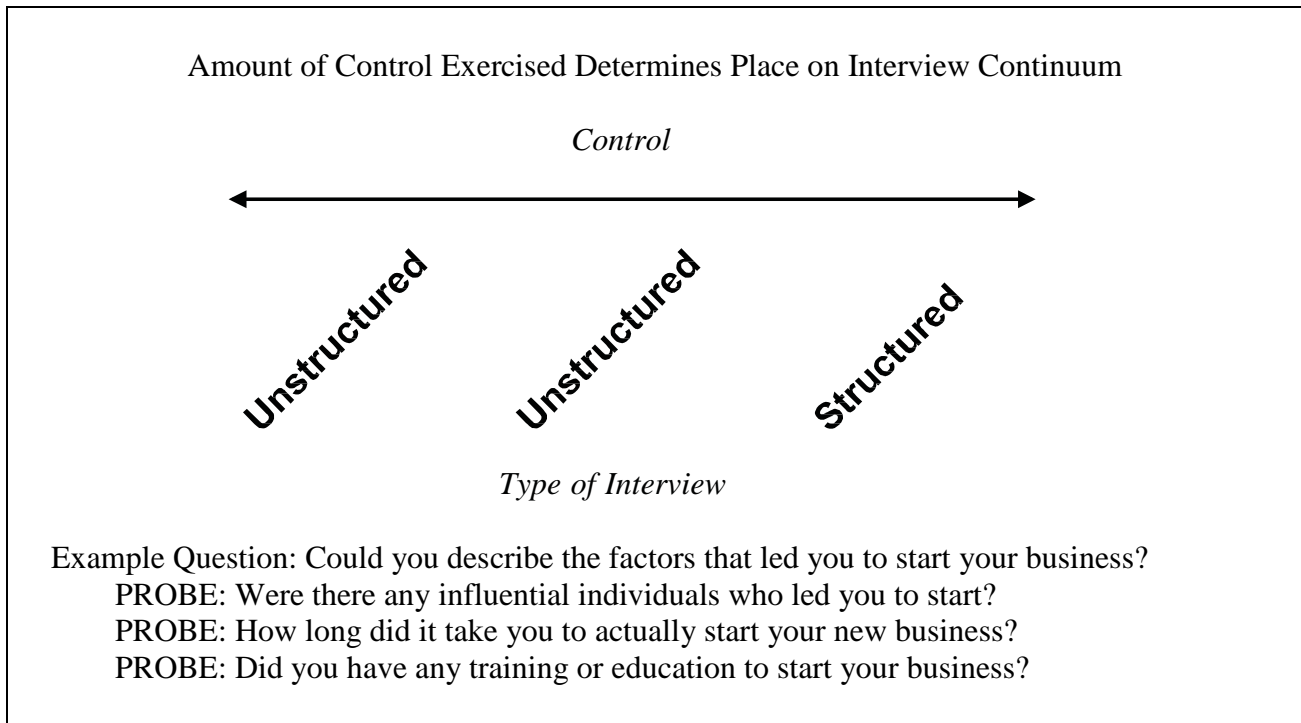 Amount of Control Exercised Determines Place on Interview Continuum
Control
Unstructured
Unstructured
Structured
Type of Interview
Example Question: Could you describe the factors that led you to start your business?
PROBE: Were there any influential individuals who led you to start?
PROBE: How long did it take you to actually start your new business?
PROBE: Did you have any training or education to start your business?